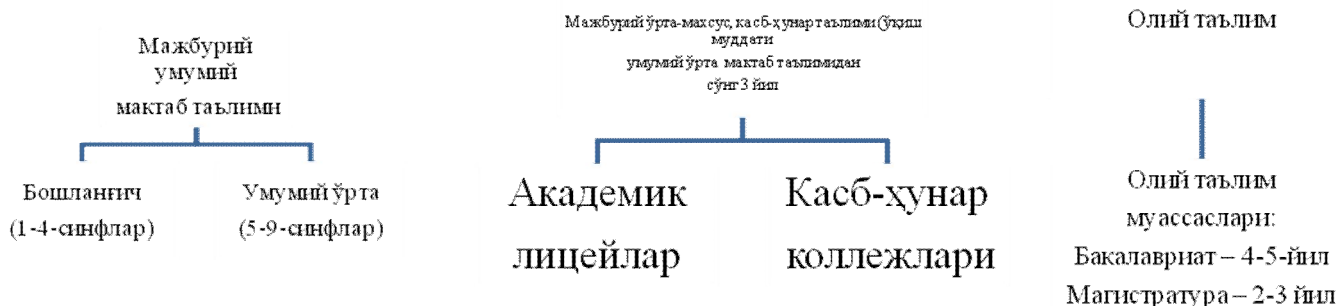 Мажбурий
умумий
мактаб таълими
Бошланғич
(1-4-синфлар)
Умумий ўрта
(5-9-синфлар)
Мажбурий ўрта-махсус, касб-ҳунар таълими (ўқиш
муддати
умумий ўрта мактаб таълимидан
сўнг 3 йил
Академик
лицейлар
Касб-ҳунар
коллежлари
Олий таълим
Олий таълим
муассаслари:
Бакалавриат – 4-5-йил
Магистратура – 2-3 йил